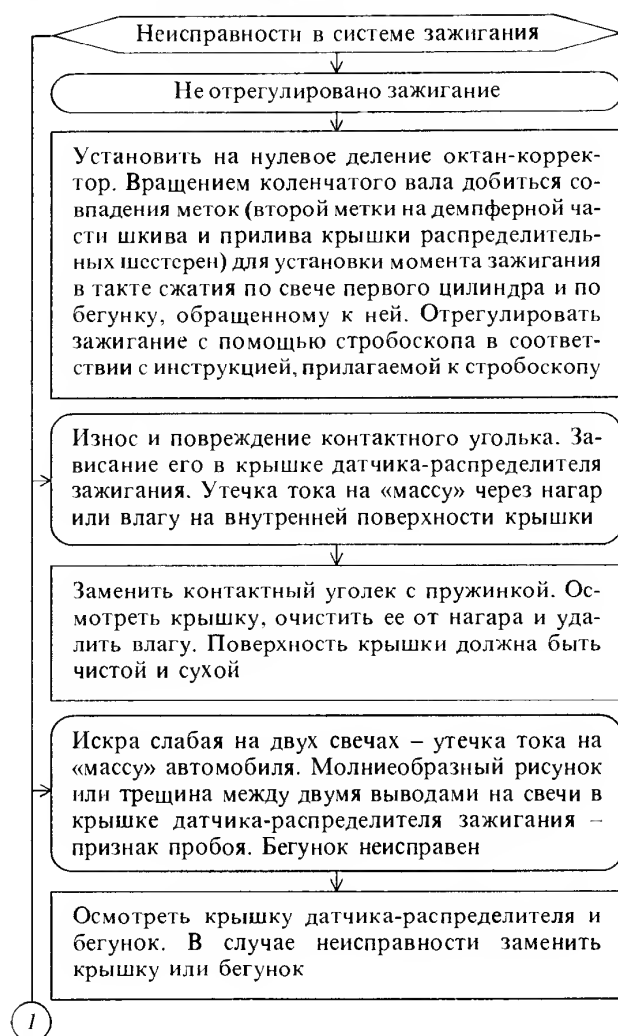 Неисправности в системе зажигания
Не отрегулировано зажигание
Установить на нулевое деление октан-коррек-
тор. Вращением коленчатого вала добиться со-
впадения меток (второй метки на демпферной ча-
сти шкива и прилива крышки распределитель-
ных шестерен) для установки момента зажигания
в такте сжатия по свече первого цилиндра и по
бегунку, обращенному к ней. Отрегулировать
зажигание с помощью стробоскопа в соответ-
ствии с инструкцией, прилагаемой к стробоскопу
Износ и повреждение контактного уголька. За-
висание его в крышке датчика-распределителя
зажигания. Утечка тока на «массу» через нагар
или влагу на внутренней поверхности крышки
Заменить контактный уголек с пружинкой. Ос-
мотреть крышку, очистить ее от нагара и уда-
лить влагу. Поверхность крышки должна быть
чистой и сухой
Искра слабая на двух свечах – утечка тока на
«массу» автомобиля. Молниеобразный рисунок
или трещина между двумя выводами на свечи в
крышке датчика-распределителя зажигания –
признак пробоя. Бегунок неисправен
Осмотреть крышку датчика-распределителя и
бегунок. В случае неисправности заменить
крышку или бегунок
1